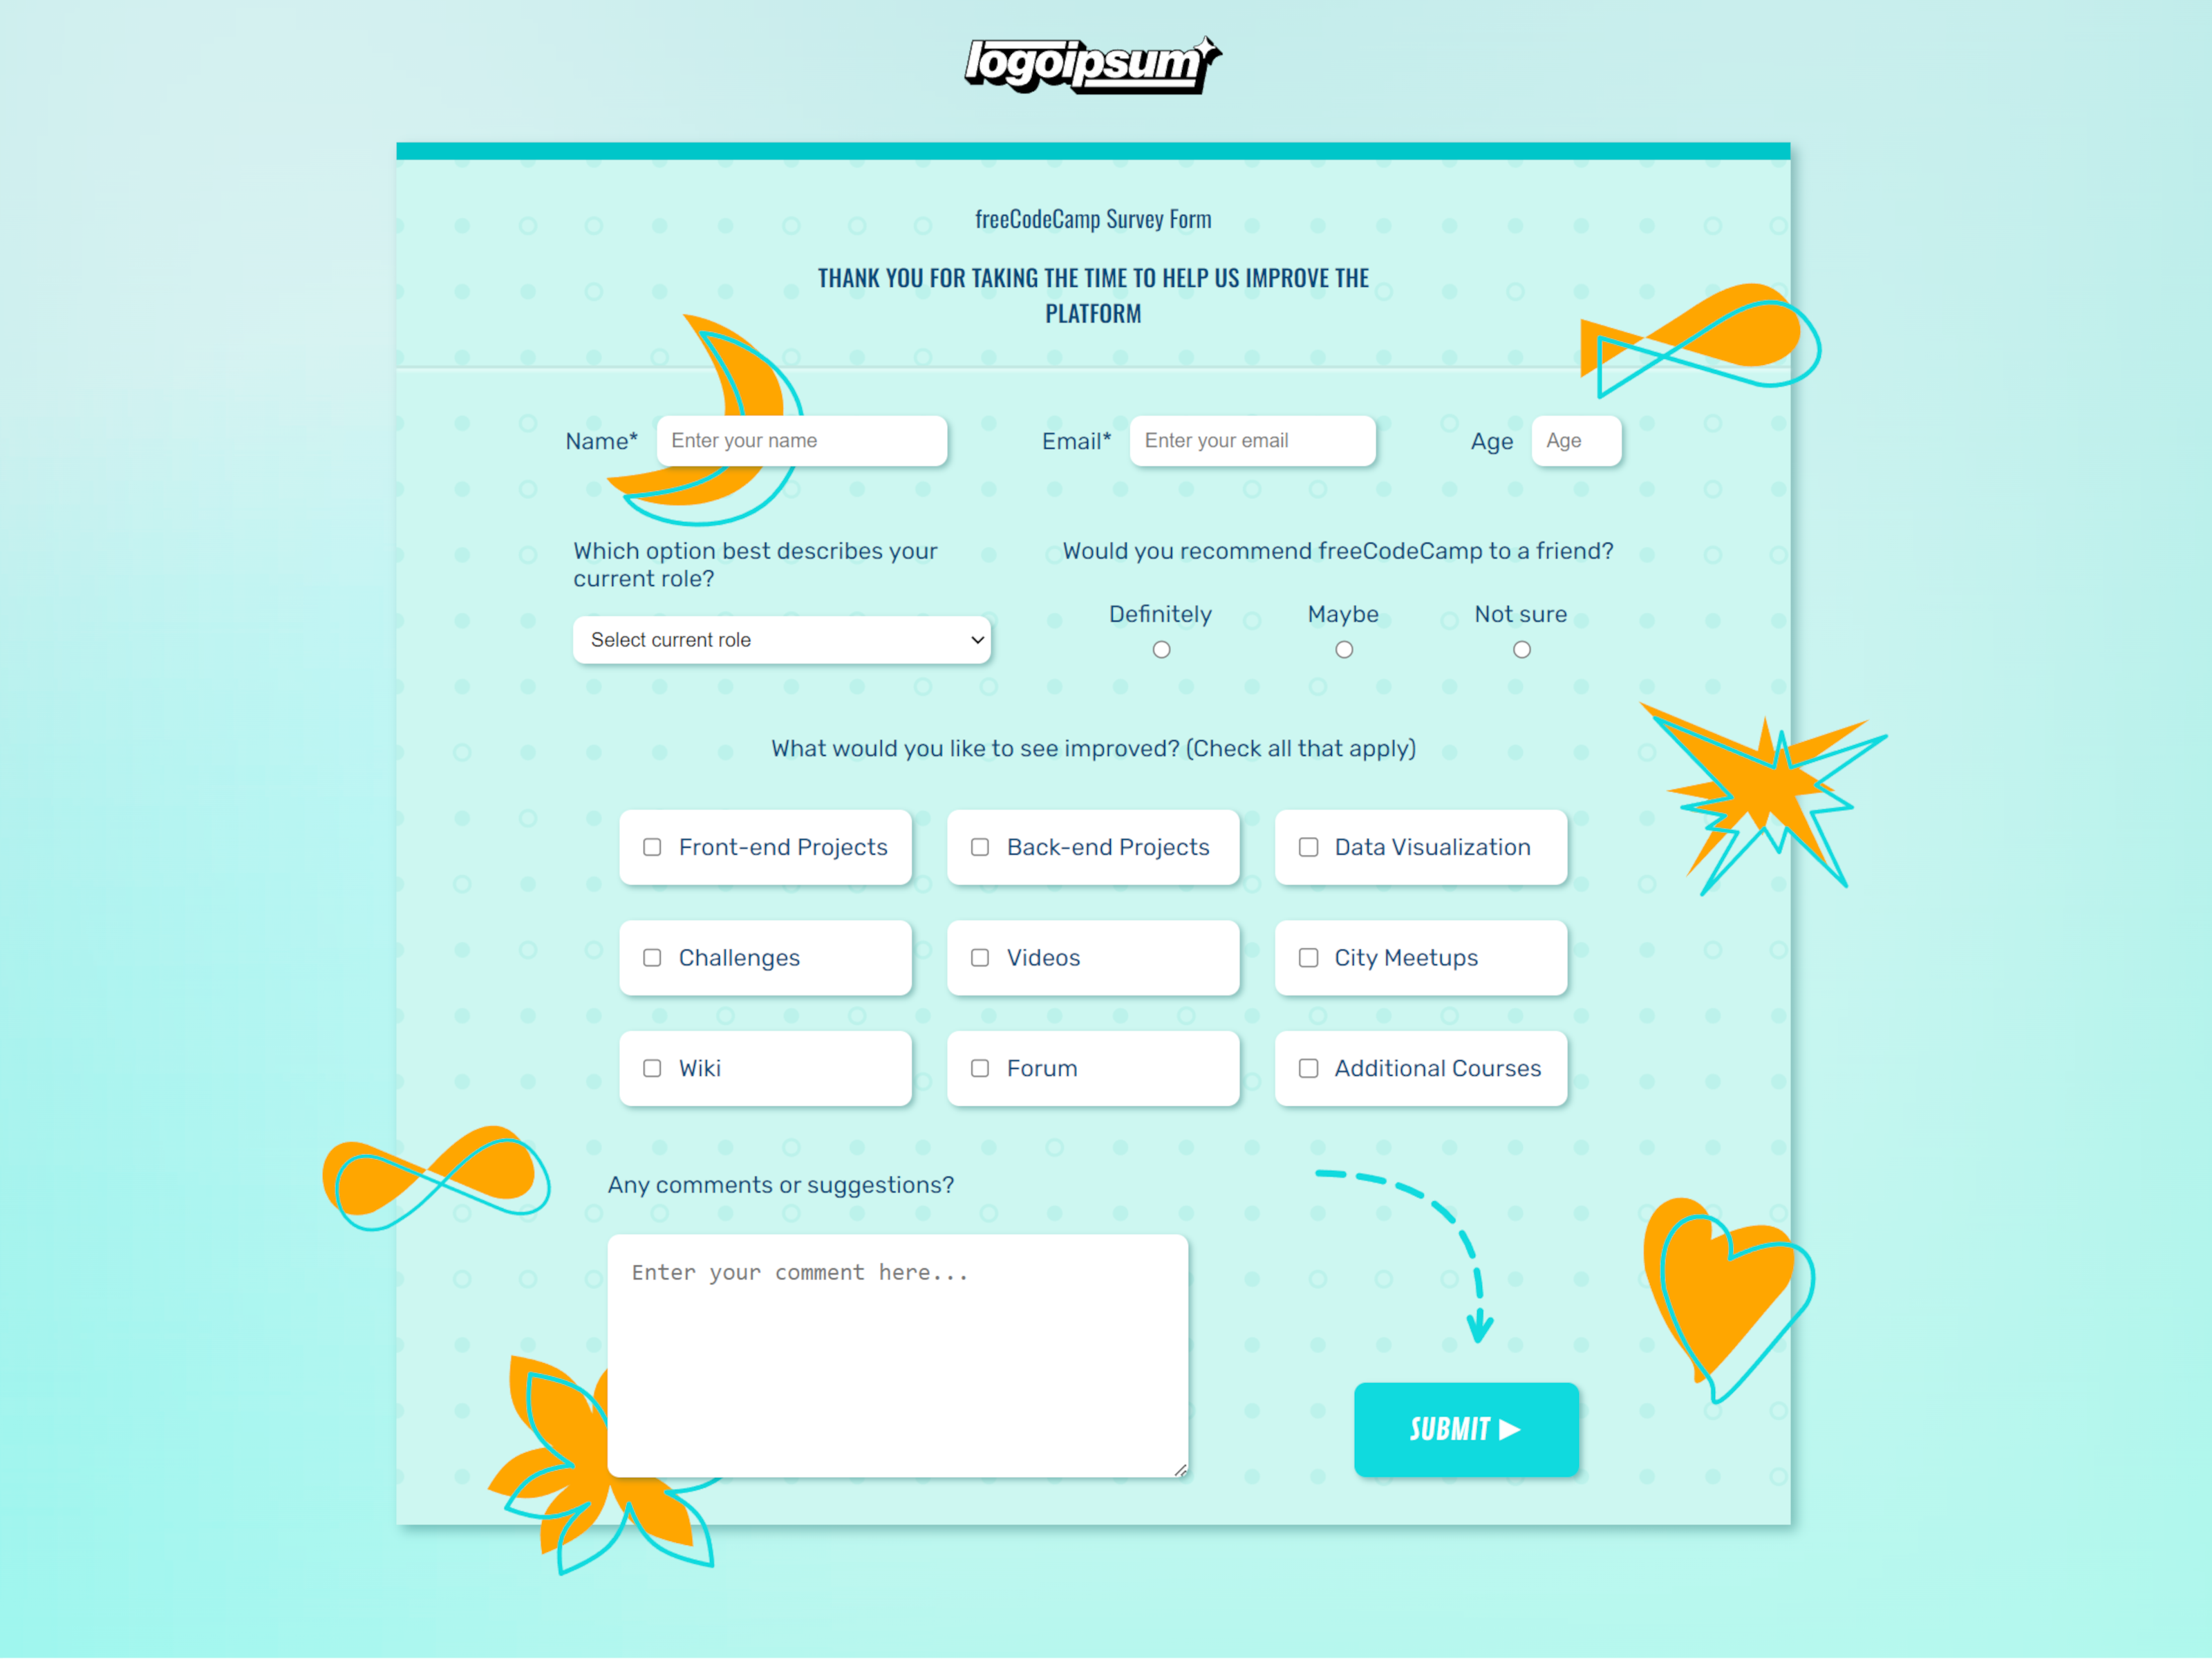 logoipsum
freeCodeCamp Survey Form
THANK YOU FOR TAKING THE TIME TO HELP US IMPROVE THE
PLATFORM
Name* Enter your name Email* Enter your email Age Age
Which option best describes your
current role?
Select current role
Would you recommend freeCodeCamp to a friend?
Definitely Maybe Not sure
What would you like to see improved? (Check all that apply)
Front-end Projects Back-end Projects Data Visualization
Challenges Videos City Meetups
Wiki Forum Additional Courses
Any comments or suggestions?
Enter your comment here...
SUBMIT ▶